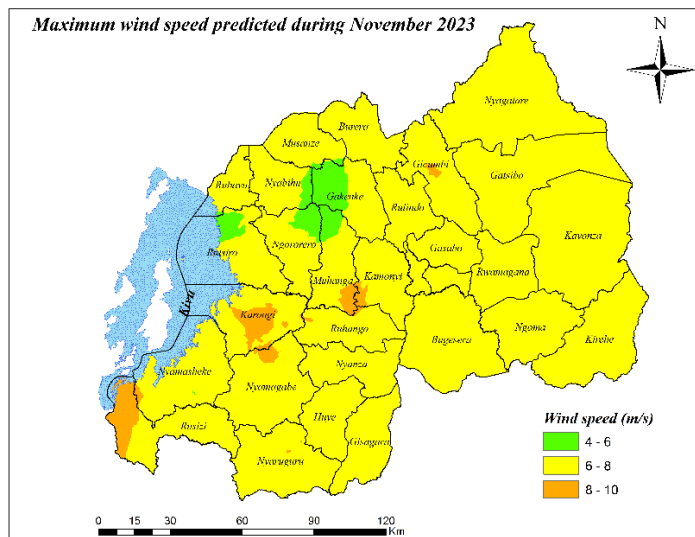 Maximum wind speed predicted during November 2023
N
Nyagatare
Burera
Musanze
Gicumbi
Gatsibo
Rubavu
Nyabihu
Gakenke
Rulindo
Kayonza
Rutsiro
Ngororero
Gasabo
Rwamagana
Muhanga
Kamonyi
Kivu
Karongi
Ruhango
Bugesera
Ngoma
Kirehe
Nyamasheke
Nyamagabe
Nyanza
Huye
Gisagara
Rusizi
Nyaruguru
Wind speed (m/s)
4 - 6
6 - 8
8 - 10
0 15 30 60 90 120
Km